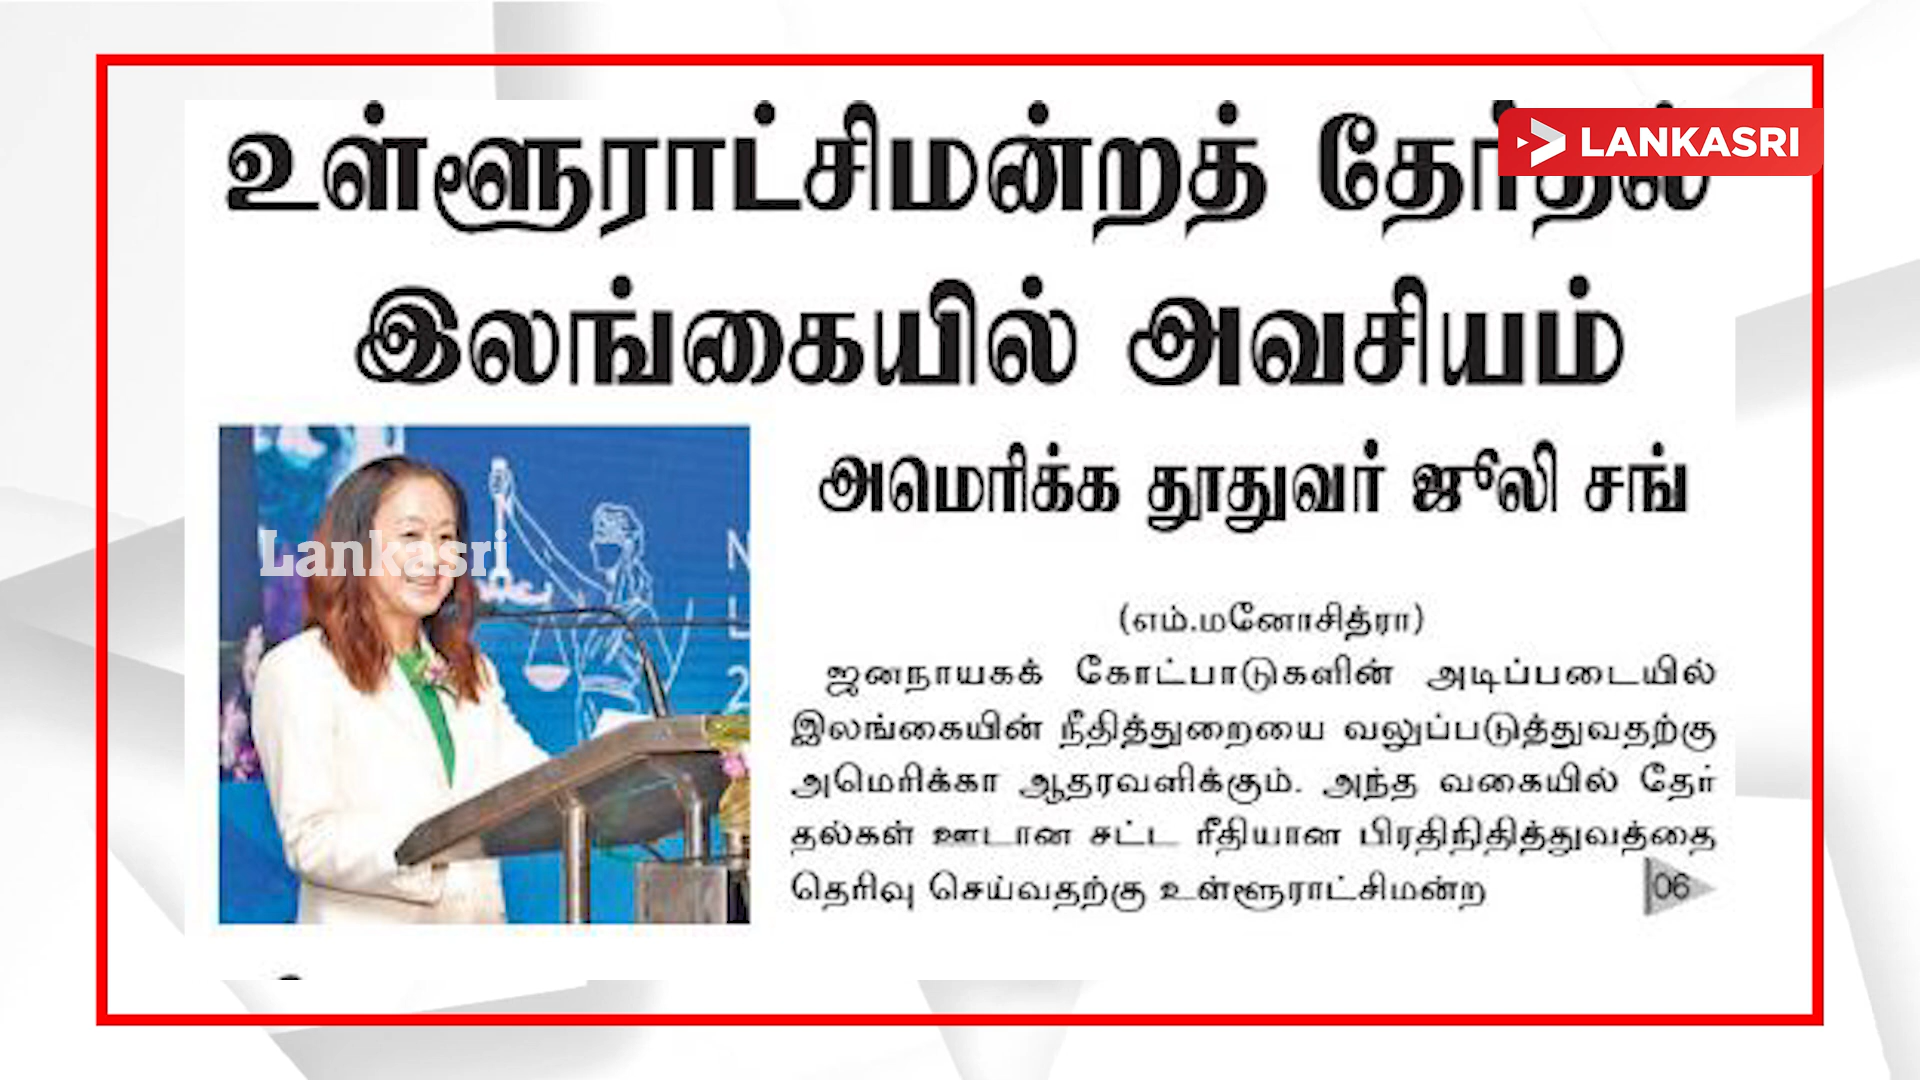 உள்ளூராட்சிமன்றத் தேர்தல்
LANKASRI
இலங்கையில் அவசியம்
அமெரிக்க தூதுவர் ஜூலி சங்
Lankasri
N
L
2
(எம்.மனோசித்ரா)
ஜனநாயகக் கோட்பாடுகளின் அடிப்படையில்
இலங்கையின் நீதித்துறையை வலுப்படுத்துவதற்கு
அமெரிக்கா ஆதரவளிக்கும். அந்த வகையில் தேர்
தல்கள் ஊடான சட்ட ரீதியான பிரதிநிதித்துவத்தை
தெரிவு செய்வதற்கு உள்ளூராட்சிமன்ற
06